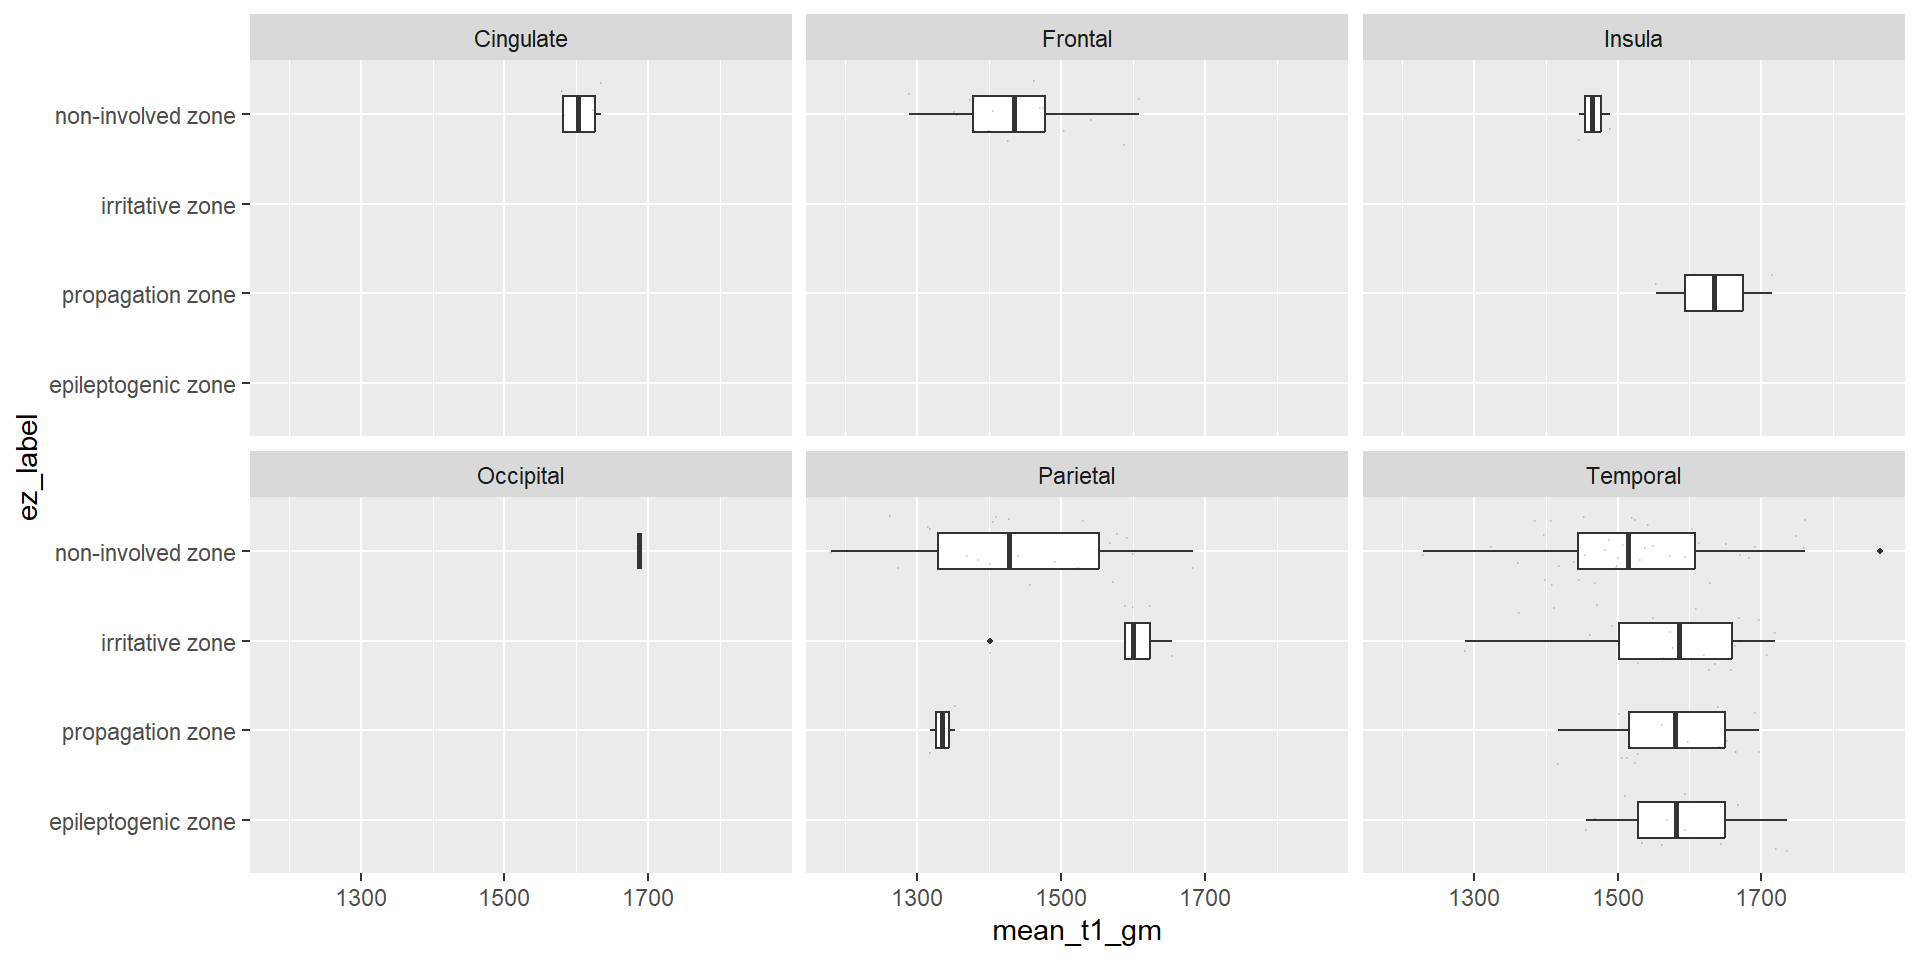 Cingulate
Frontal
Insula
non-involved zone
irritative zone
propagation zone
epileptogenic zone
ez_label
Occipital
Parietal
Temporal
non-involved zone
irritative zone
propagation zone
epileptogenic zone
1300 1500 1700
1300 1500 1700
1300 1500 1700
mean_t1_gm